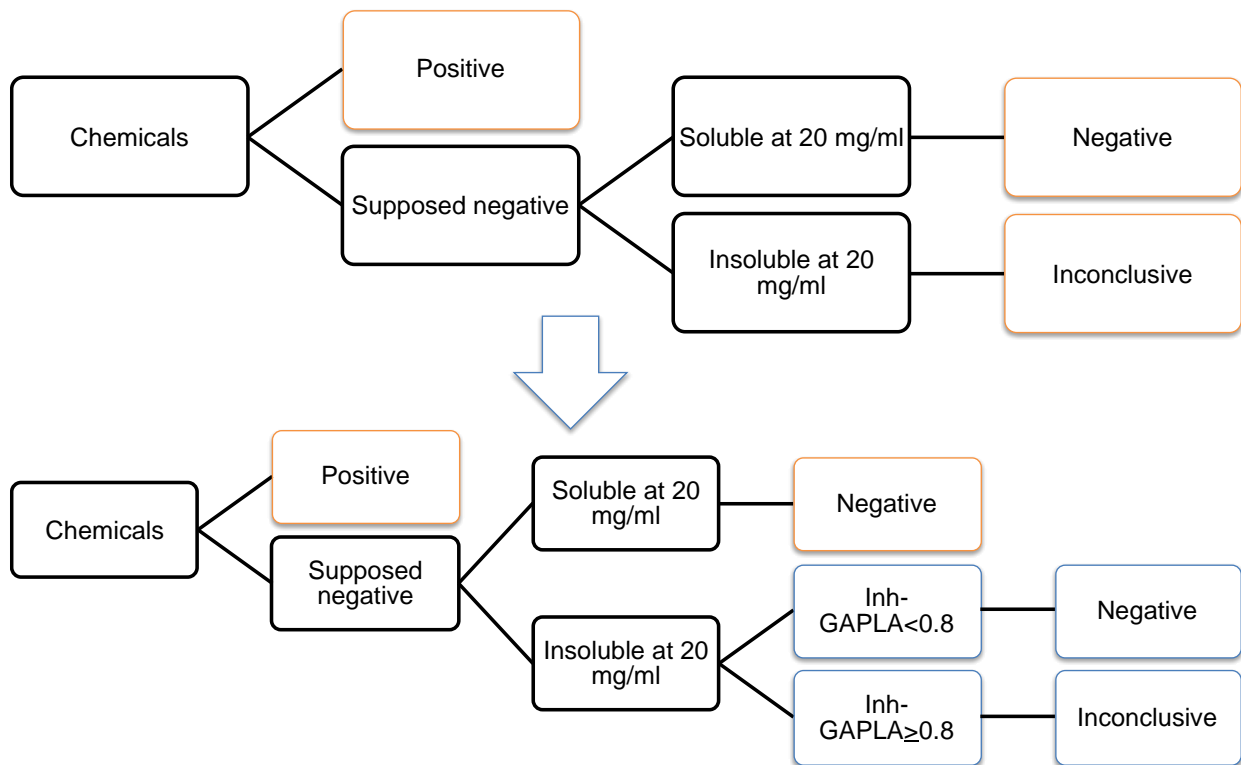 Positive
Chemicals
Soluble at 20 mg/ml
Negative
Supposed negative
Insoluble at 20
mg/ml
Inconclusive
Positive
Chemicals
Soluble at 20
mg/ml
Negative
Supposed
negative
Inh-
GAPLA<0.8
Negative
Insoluble at 20
mg/ml
Inh-
GAPLA≥0.8
Inconclusive